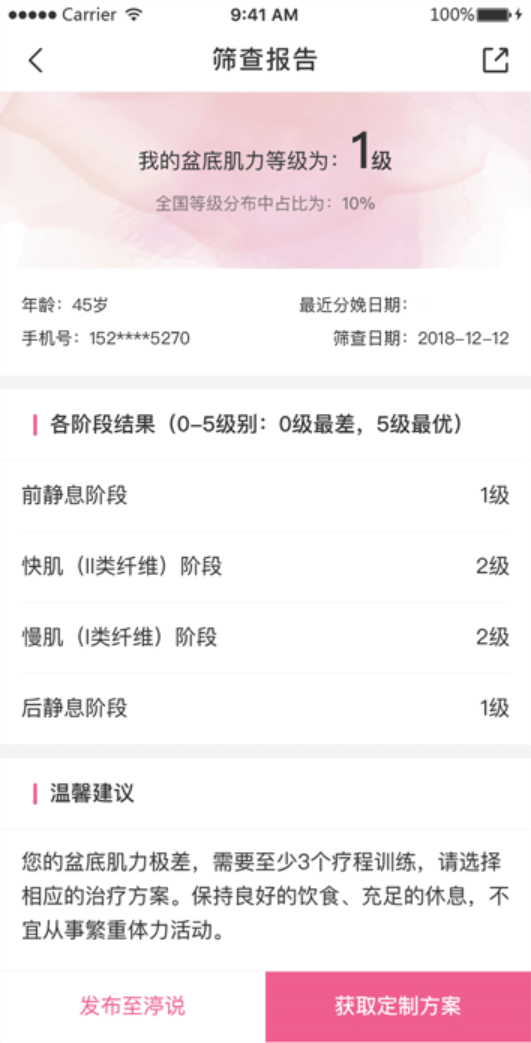 Carrier 9:41 AM 100%
筛查报告
我的盆底肌力等级为：1级
全国等级分布中占比为：10%
年龄：45岁 最近分娩日期：
手机号：152****5270 筛查日期：2018-12-12
各阶段结果（0-5级别：0级最差，5级最优）
前静息阶段 1级
快肌（II类纤维）阶段 2级
慢肌（I类纤维）阶段 2级
后静息阶段 1级
温馨建议
您的盆底肌力极差，需要至少3个疗程训练，请选择
相应的治疗方案。保持良好的饮食、充足的休息，不
宜从事繁重体力活动。
发布至渟说 获取定制方案